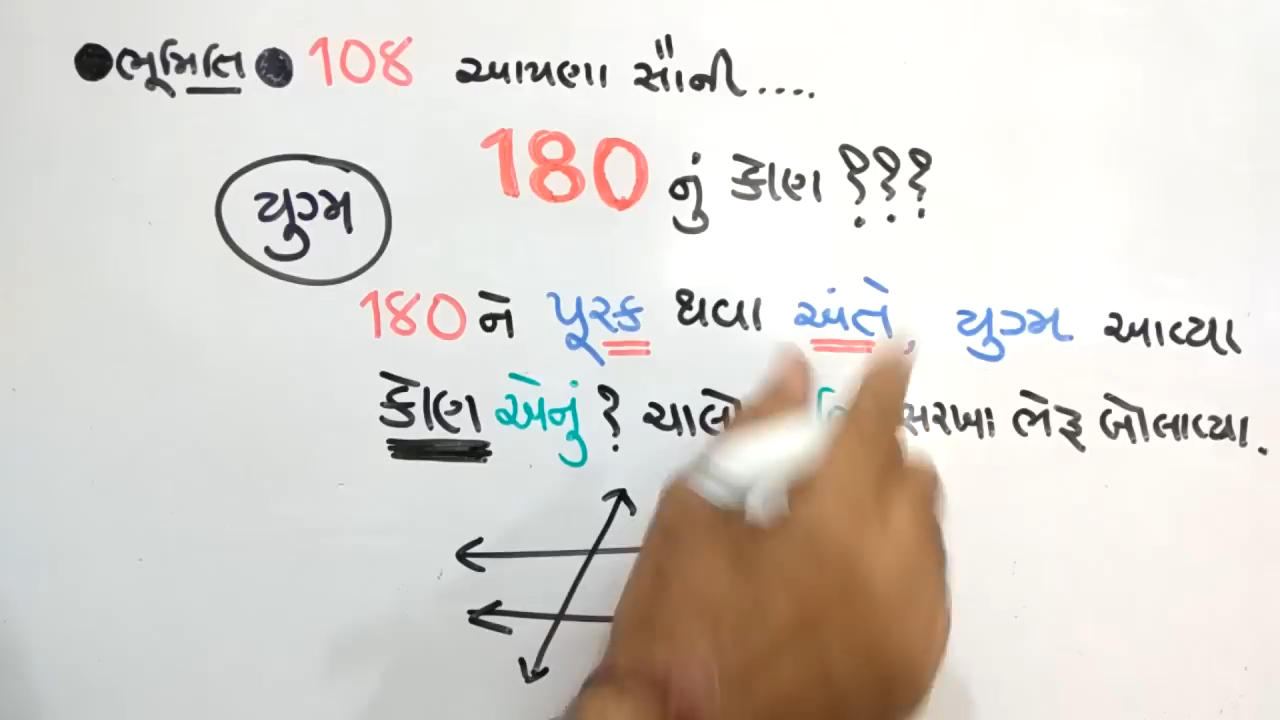 ભૂમિતિ 108 આપણા સૌની....
180 નું કોણ ???
યુગ્મ
180 ને પૂરક થવા અંતે, યુગ્મ આવ્યા
કોણ એનું ? ચાલો સરખા ભેરૂ બોલાવ્યા.